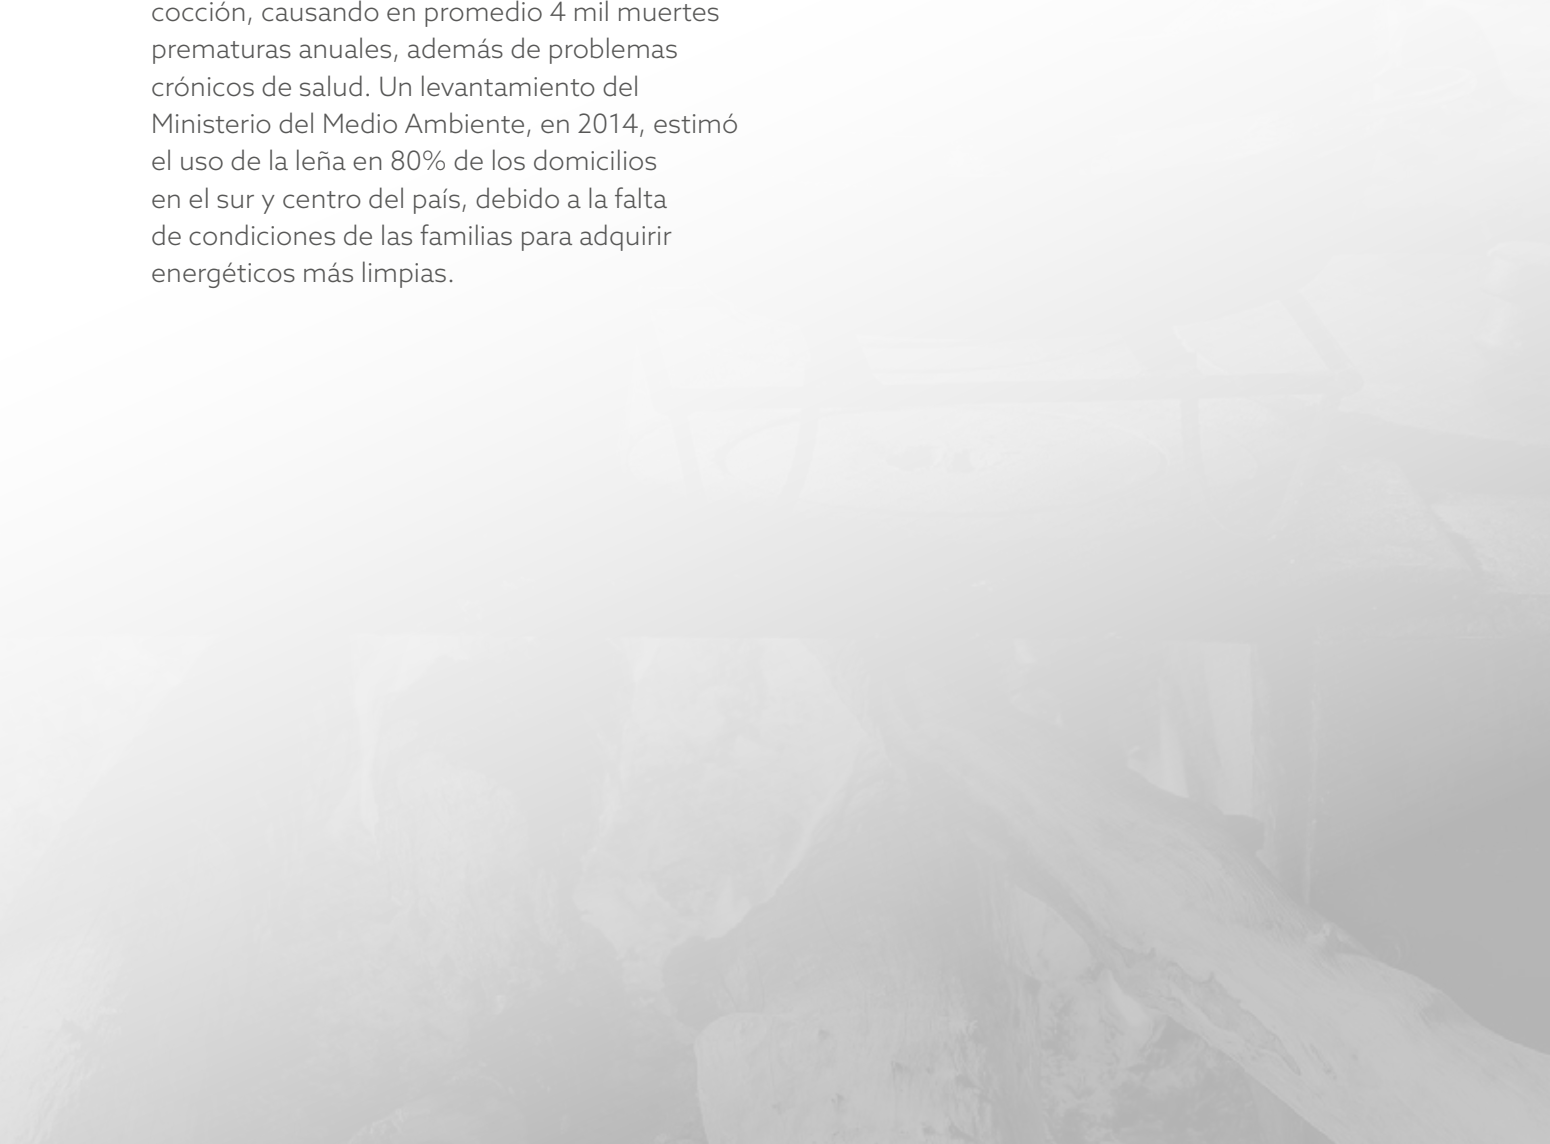 cocción, causando en promedio 4 mil muertes
prematuras anuales, además de problemas
crónicos de salud. Un levantamiento del
Ministerio del Medio Ambiente, en 2014, estimó
el uso de la leña en 80% de los domicilios
en el sur y centro del país, debido a la falta
de condiciones de las familias para adquirir
energéticos más limpias.